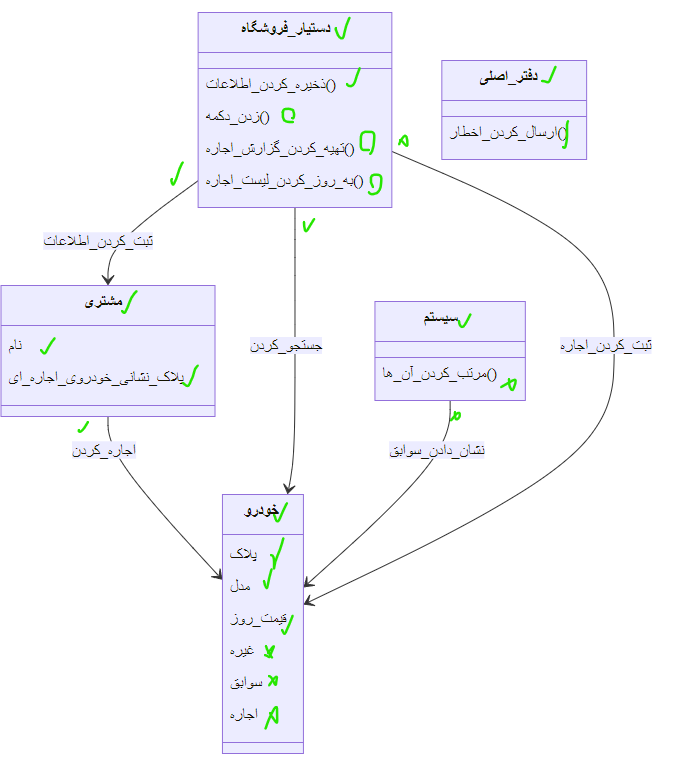 دستیار_فروشگاه
ذخیره_کردن_اطلاعات()
زدن_دکمه()
تهیه_کردن_گزارش_اجاره()
به_روز_کردن_لیست_اجاره()
دفتر_اصلی
ارسال_کردن_اخطار()
ثبت_کردن_اطلاعات
مشتری
نام
پلاک_نشانی_خودروی_اجاره_ای
جستجو_کردن
سیستم
مرتب_کردن_آن_ها()
ثبت_کردن_اجاره
اجاره_کردن
نشان_دادن_سوابق
خودرو
پلاک
مدل
قیمت_روز
غیره
سوابق
اجاره